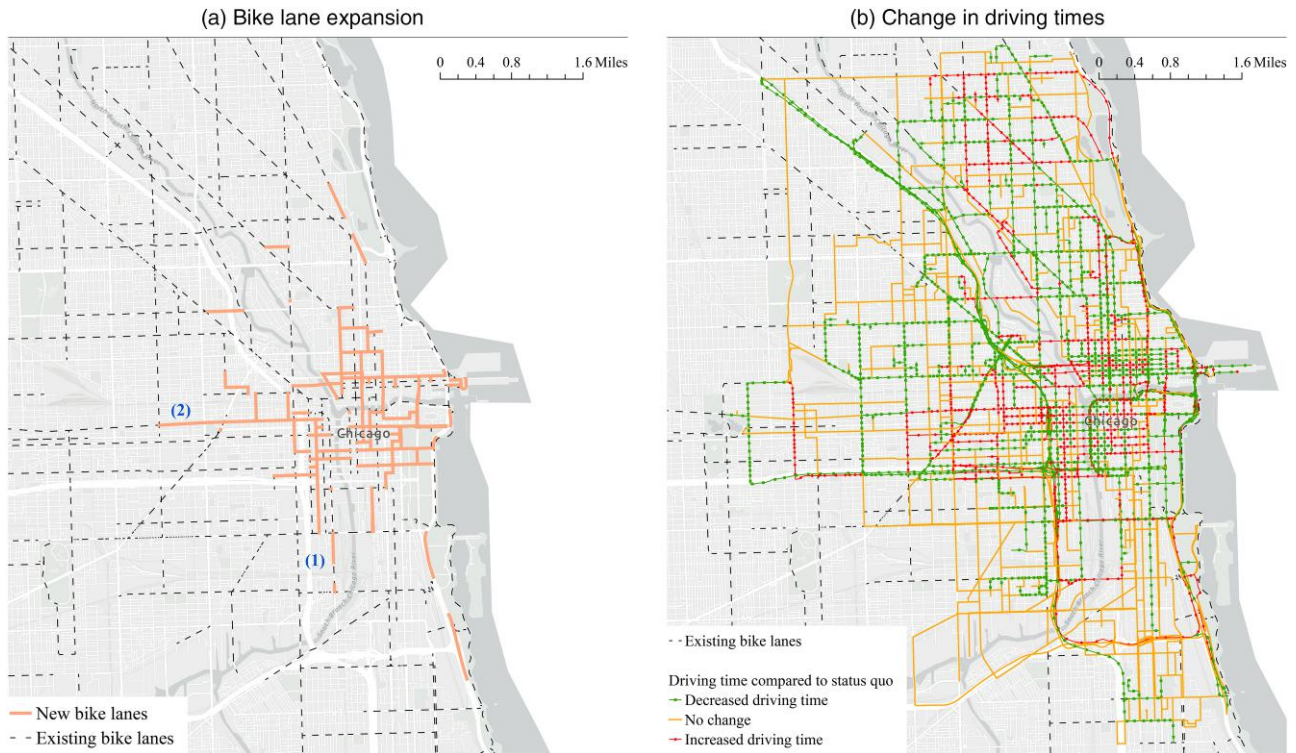 (a) Bike lane expansion
0 0.4 0.8 1.6 Miles
(2)
Chicago
(1)
New bike lanes
Existing bike lanes
(b) Change in driving times
0 0.4 0.8 1.6 Miles
Chicago
Existing bike lanes
Driving time compared to status quo
Decreased driving time
No change
Increased driving time